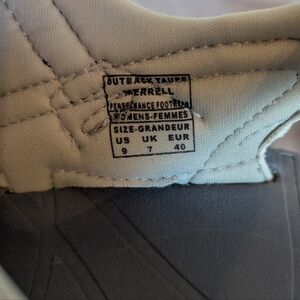 OUTBACK TAUPE
MERRELL
PERFORMANCE FOOTWEAR
WOMENS-FEMMES
SIZE-GRANDEUR
US UK EUR
9 7 40